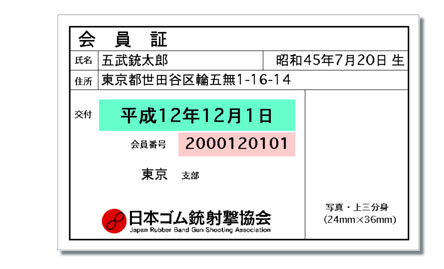 会員証
氏名 五武銃太郎 昭和45年7月20日 生
住所 東京都世田谷区輪五無1-16-14
交付 平成12年12月1日
会員番号 2000120101
東京 支部
写真・上三分身
(24mm×36mm)
日本ゴム銃射撃協会
Japan Rubber Band Gun Shooting Association